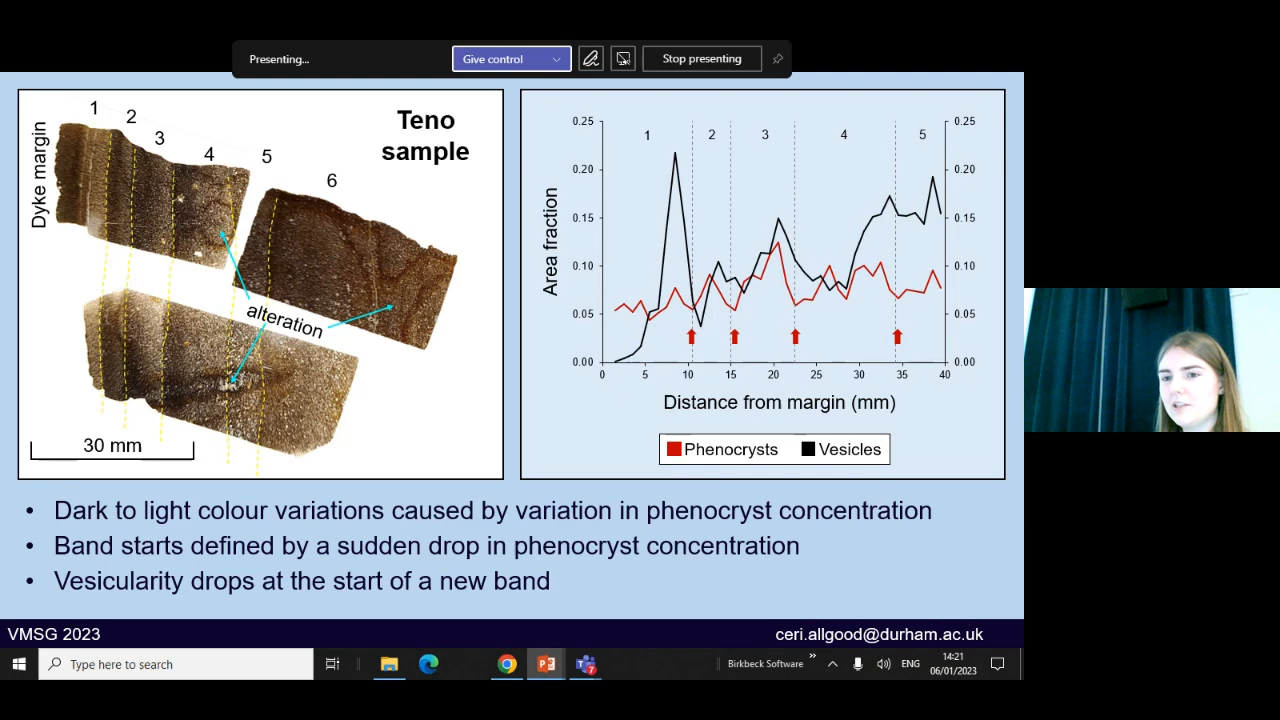 Presenting...
Give control
Stop presenting
1
2
3
4
5
6
Dyke margin
Teno
sample
alteration
30 mm
0.25
0.20
0.15
0.10
0.05
0.00
1
2
3
4
5
0.25
0.20
0.15
0.10
0.05
0.00
Area fraction
0 5 10 15 20 25 30 35 40
Distance from margin (mm)
Phenocrysts Vesicles
• Dark to light colour variations caused by variation in phenocryst concentration
• Band starts defined by a sudden drop in phenocryst concentration
• Vesicularity drops at the start of a new band
VMSG 2023
ceri.allgood@durham.ac.uk
Type here to search
7
Birkbeck Software
ENG
14:21
06/01/2023